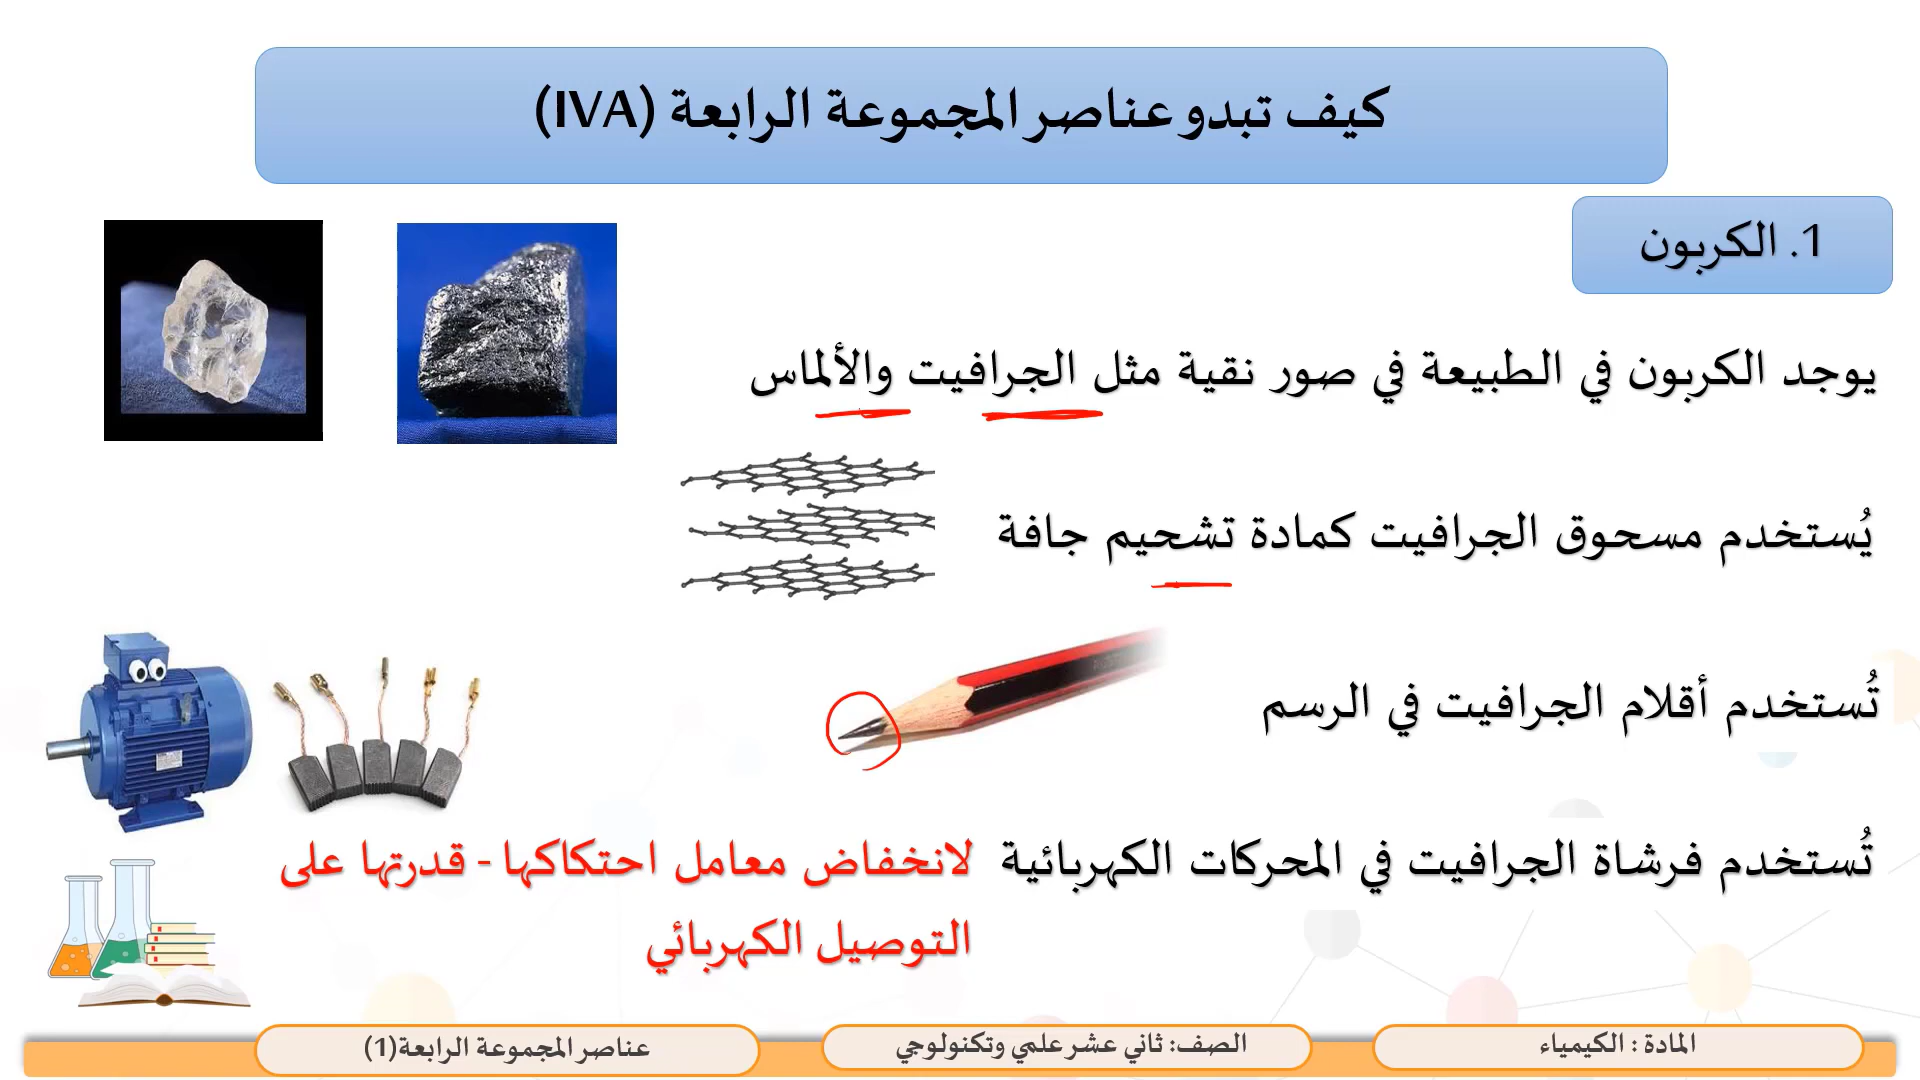 كيف تبدو عناصر المجموعة الرابعة (IVA)
1. الكربون
يوجد الكربون في الطبيعة في صور نقية مثل الجرافيت والألماس
يُستخدم مسحوق الجرافيت كمادة تشحيم جافة
تُستخدم أقلام الجرافيت في الرسم
تُستخدم فرشاة الجرافيت في المحركات الكهربائية لانخفاض معامل احتكاكها - قدرتها على
التوصيل الكهربائي
المادة : الكيمياء
الصف: ثاني عشر علمي وتكنولوجي
عناصر المجموعة الرابعة(1)